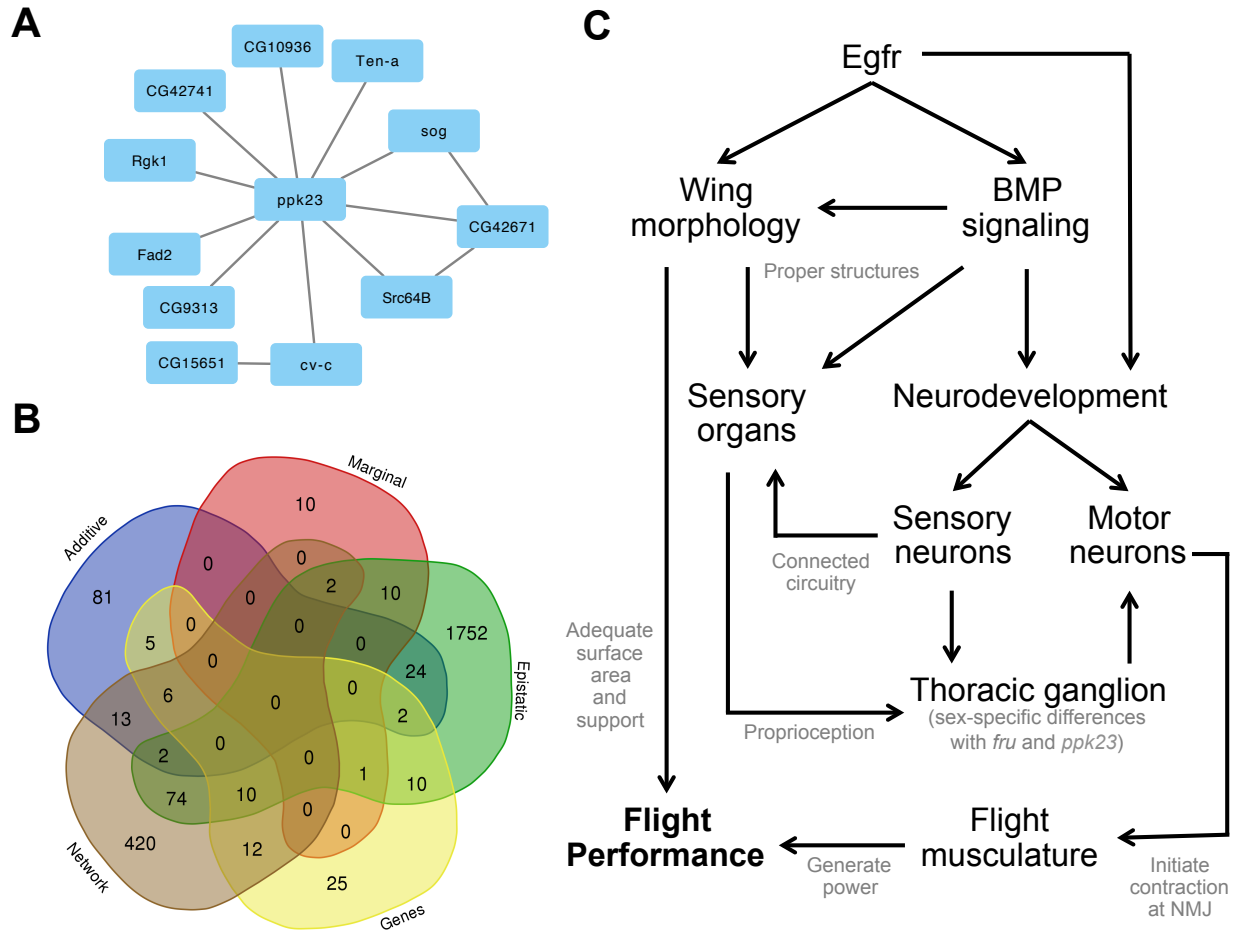 A
CG10936
Ten-a
CG42741
sog
Rgk1
ppk23
CG42671
Fad2
CG9313
Src64B
CG15651
cv-c
B
Marginal
Additive
Epistatic
Network
Genes
10
0
0
0
2
10
1752
81
5
0
0
0
24
0
0
2
6
0
13
0
2
0
1
10
74
10
0
0
420
12
25
C
Egfr
Wing
morphology
BMP
signaling
Proper structures
Sensory
organs
Neurodevelopment
Sensory
neurons
Motor
neurons
Connected
circuitry
Adequate
surface
area
and
support
Thoracic ganglion
(sex-specific differences
with fru and ppk23)
Proprioception
Flight
Performance
Generate
power
Flight
musculature
Initiate
contraction
at NMJ